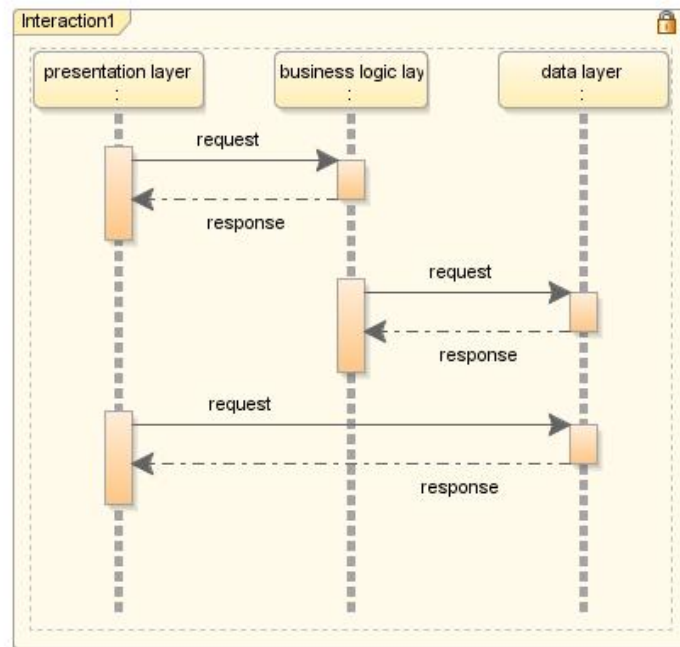 Interaction1
presentation layer
:
business logic lay
:
data layer
:
request
response
request
response
request
response